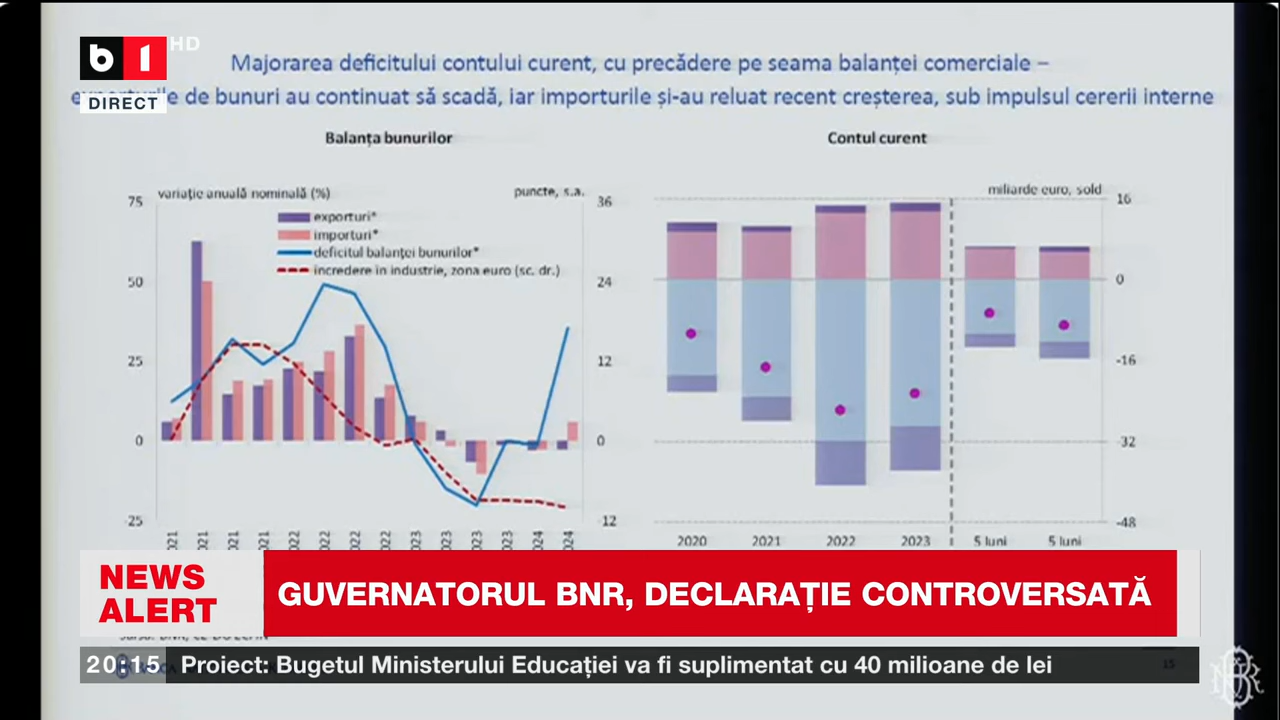 b1 HD
DIRECT
Majorarea deficitului contului curent, cu precădere pe seama balanței comerciale –
de bunuri au continuat să scadă, iar importurile și-au reluat recent creșterea, sub impulsul cererii interne
Balanța bunurilor
Contul curent
variație anuală nominală (%)
puncte, s.a.
miliarde euro, sold
75
36
16
exporturi*
importuri*
deficitul balanței bunurilor*
încredere în industrie, zona euro (sc. dr.)
50
24
0
25
12
-16
0
0
-32
-25
-12
-48
2020
2021
2022
2023
5 luni
5 luni
NEWS
ALERT
GUVERNATORUL BNR, DECLARAȚIE CONTROVERSATĂ
20:15
Proiect: Bugetul Ministerului Educației va fi suplimentat cu 40 milioane de lei
15